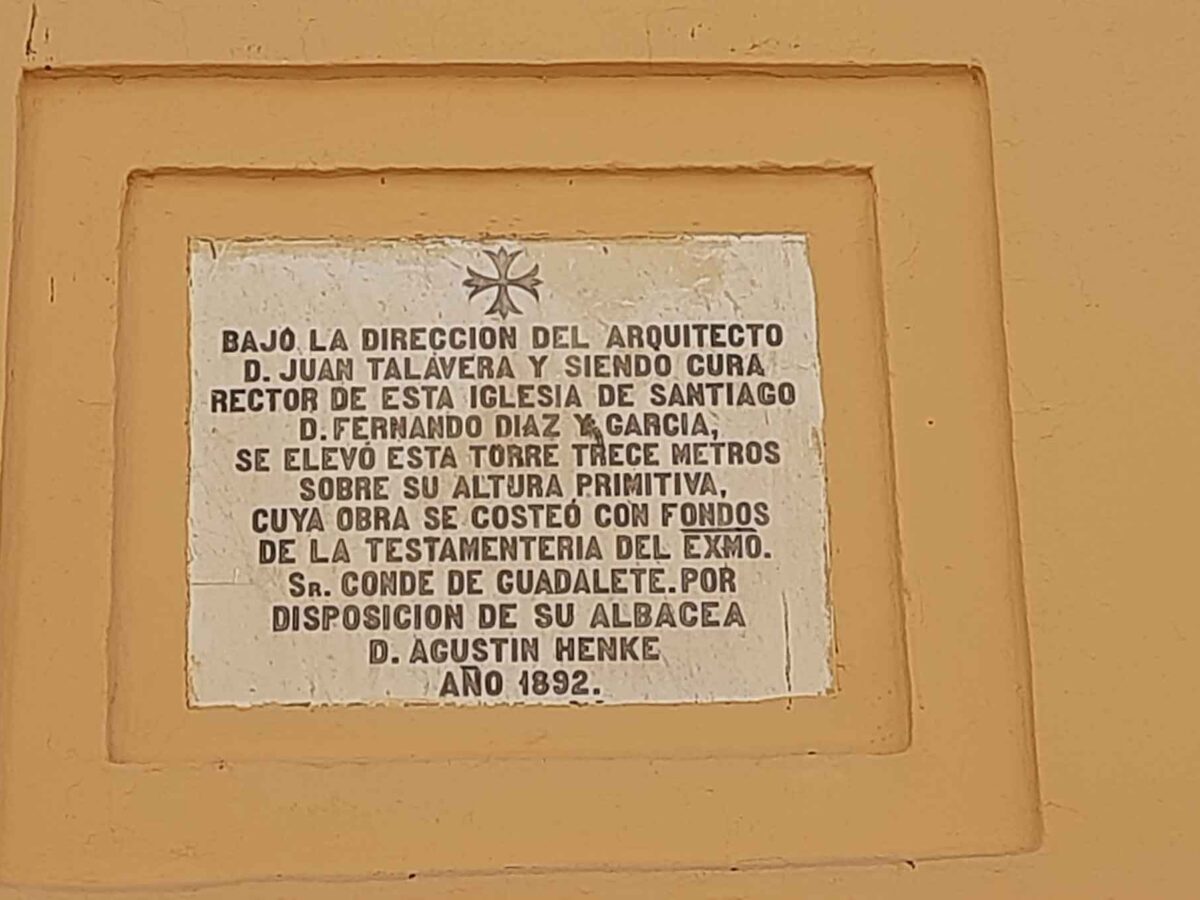 BAJÓ LA DIRECCION DEL ARQUITECTO
D. JUAN TALAVERA Y SIENDO CURA
RECTOR DE ESTA IGLESIA DE SANTIAGO
D. FERNANDO DIAZ Y GARCIA,
SE ELEVÓ ESTA TORRE TRECE METROS
SOBRE SU ALTURA PRIMITIVA,
CUYA OBRA SE COSTEÓ CON FONDOS
DE LA TESTAMENTERIA DEL EXMO.
SR. CONDE DE GUADALETE. POR
DISPOSICION DE SU ALBACEA
D. AGUSTIN HENKE
AÑO 1892.